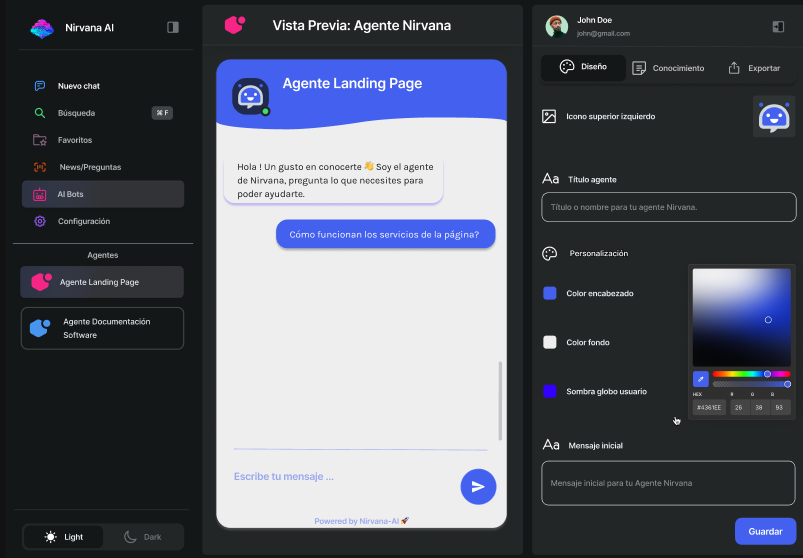 Nirvana AI
Nuevo chat
Búsqueda
⌘ F
Favoritos
News/Preguntas
AI Bots
Configuración
Agentes
Agente Landing Page
Agente Documentación
Software
Light
Dark
Vista Previa: Agente Nirvana
Agente Landing Page
Hola ! Un gusto en conocerte 👋 Soy el agente
de Nirvana, pregunta lo que necesites para
poder ayudarte.
Cómo funcionan los servicios de la página?
Escribe tu mensaje ...
Powered by Nirvana-AI 🚀
John Doe
john@gmail.com
Diseño
Conocimiento
Exportar
Icono superior izquierdo
Aa Título agente
Título o nombre para tu agente Nirvana.
Personalización
Color encabezado
Color fondo
Sombra globo usuario
HEX R G B
#4361EE 26 36 93
Aa Mensaje inicial
Mensaje inicial para tu Agente Nirvana
Guardar